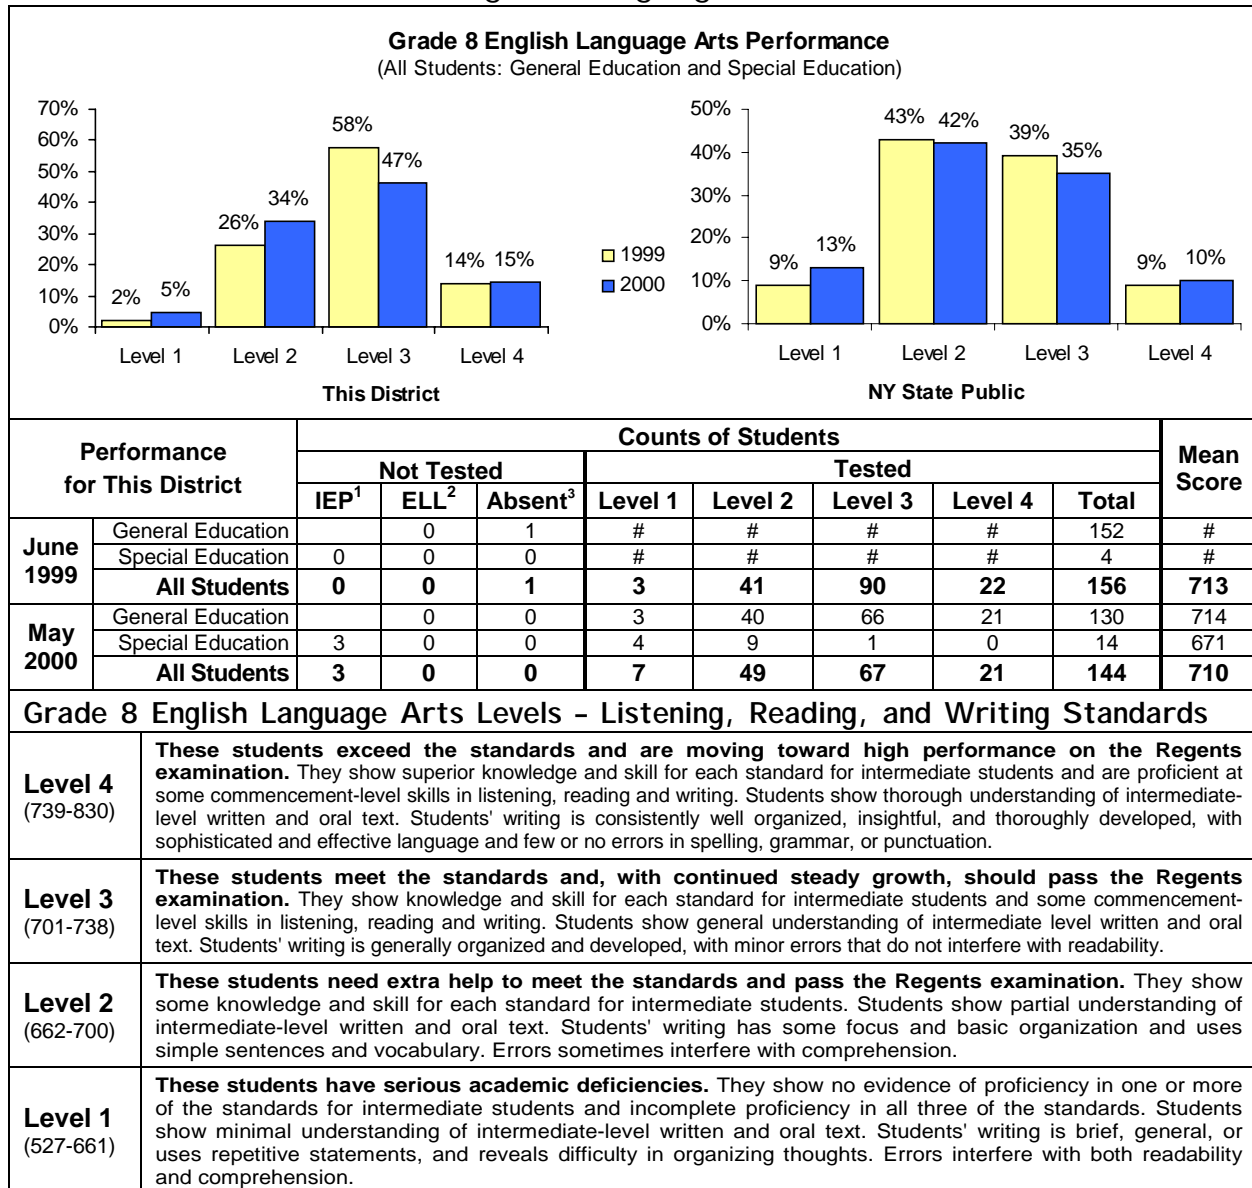 Grade 8 English Language Arts Performance
(All Students: General Education and Special Education)
70%
60%
50%
40%
30%
20%
10%
0%
2%
5%
26%
34%
58%
47%
14%
15%
Level 1
Level 2
Level 3
Level 4
This District
1999
2000
50%
40%
30%
20%
10%
0%
9%
13%
43%
42%
39%
35%
9%
10%
Level 1
Level 2
Level 3
Level 4
NY State Public
Performance
for This District
Counts of Students
Mean
Score
Not Tested
Tested
IEP1 ELL2 Absent3 Level 1 Level 2 Level 3 Level 4 Total
June
1999
General Education 0 1 # # # # 152 #
Special Education 0 0 0 # # # # 4 #
All Students 0 0 1 3 41 90 22 156 713
May
2000
General Education 0 0 3 40 66 21 130 714
Special Education 3 0 0 4 9 1 0 14 671
All Students 3 0 0 7 49 67 21 144 710
Grade 8 English Language Arts Levels – Listening, Reading, and Writing Standards
Level 4
(739-830)
These students exceed the standards and are moving toward high performance on the Regents
examination. They show superior knowledge and skill for each standard for intermediate students and are proficient at
some commencement-level skills in listening, reading and writing. Students show thorough understanding of intermediate-
level written and oral text. Students' writing is consistently well organized, insightful, and thoroughly developed, with
sophisticated and effective language and few or no errors in spelling, grammar, or punctuation.
Level 3
(701-738)
These students meet the standards and, with continued steady growth, should pass the Regents
examination. They show knowledge and skill for each standard for intermediate students and some commencement-
level skills in listening, reading and writing. Students show general understanding of intermediate level written and oral
text. Students' writing is generally organized and developed, with minor errors that do not interfere with readability.
Level 2
(662-700)
These students need extra help to meet the standards and pass the Regents examination. They show
some knowledge and skill for each standard for intermediate students. Students show partial understanding of
intermediate-level written and oral text. Students' writing has some focus and basic organization and uses
simple sentences and vocabulary. Errors sometimes interfere with comprehension.
Level 1
(527-661)
These students have serious academic deficiencies. They show no evidence of proficiency in one or more
of the standards for intermediate students and incomplete proficiency in all three of the standards. Students
show minimal understanding of intermediate-level written and oral text. Students' writing is brief, general, or
uses repetitive statements, and reveals difficulty in organizing thoughts. Errors interfere with both readability
and comprehension.